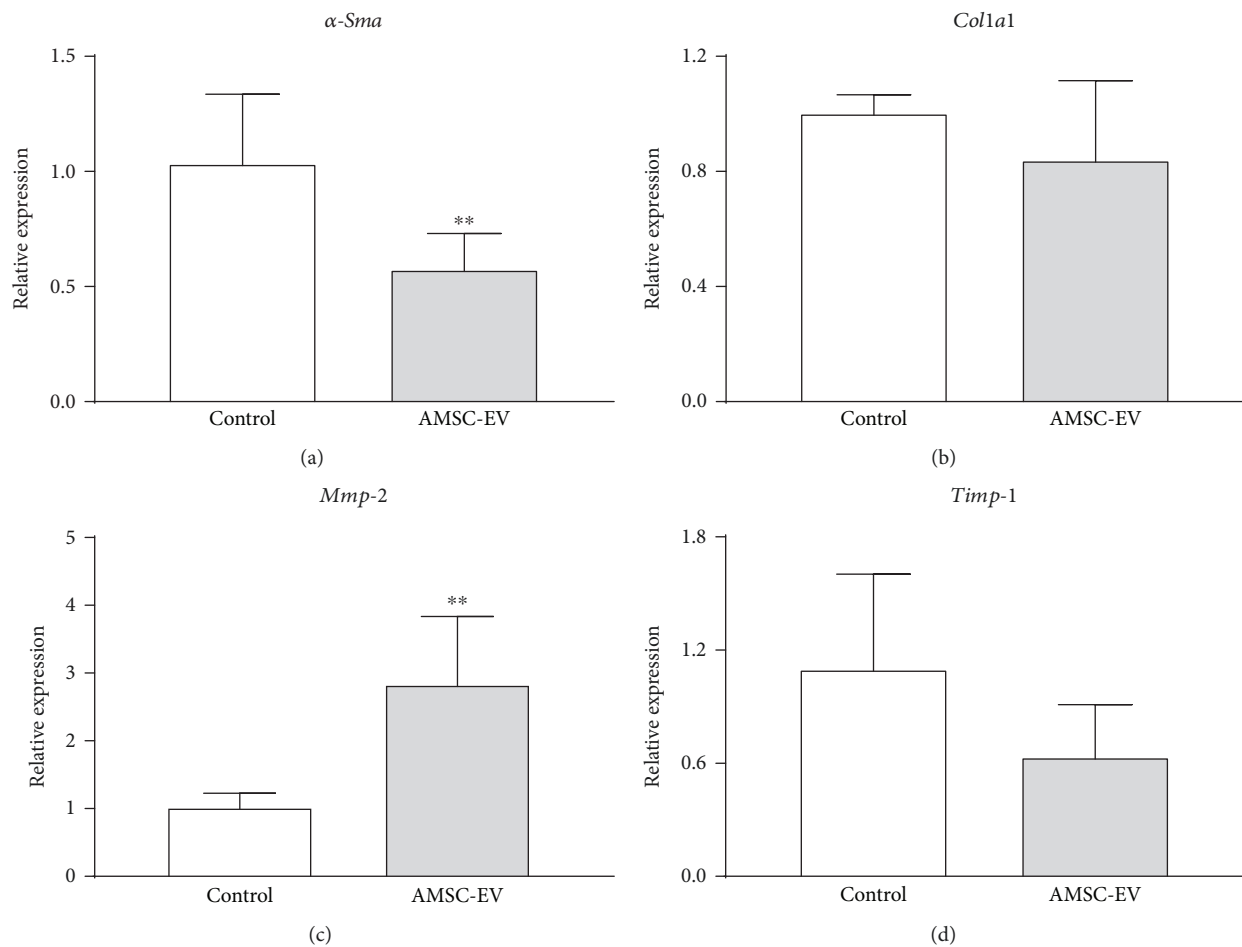 α-Sma
1.5
1.0
0.5
0.0
Relative expression
**
Control
AMSC-EV
(a)
Col1a1
1.2
0.8
0.4
0.0
Relative expression
Control
AMSC-EV
(b)
Mmp-2
5
4
3
2
1
0
Relative expression
**
Control
AMSC-EV
(c)
Timp-1
1.8
1.2
0.6
0.0
Relative expression
Control
AMSC-EV
(d)